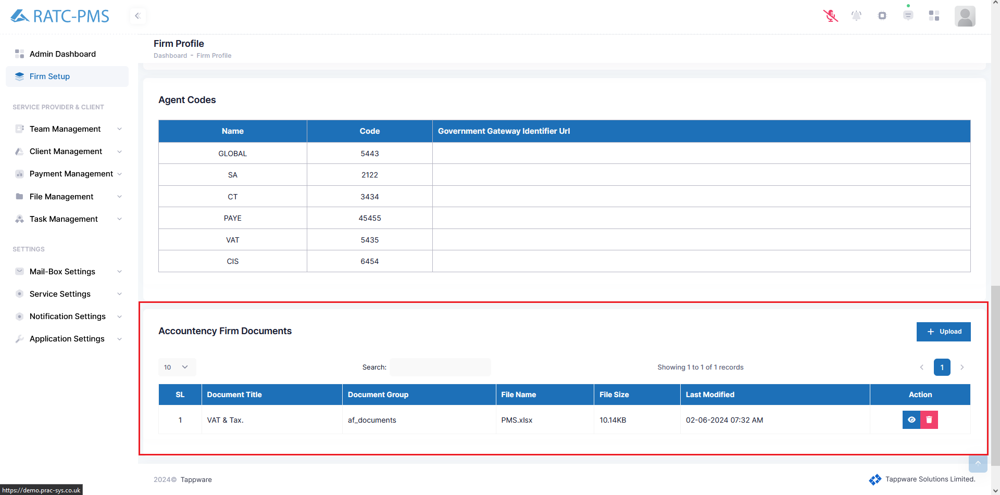 RATC-PMS
Firm Profile
Dashboard - Firm Profile
Admin Dashboard
Firm Setup
SERVICE PROVIDER & CLIENT
Team Management
Client Management
Payment Management
File Management
Task Management
SETTINGS
Mail-Box Settings
Service Settings
Notification Settings
Application Settings
Agent Codes
Name Code Government Gateway Identifier Url
GLOBAL 5443
SA 2122
CT 3434
PAYE 45455
VAT 5435
CIS 6454
Accountency Firm Documents
Upload
10 Search: Showing 1 to 1 of 1 records 1
SL Document Title Document Group File Name File Size Last Modified Action
1 VAT & Tax. af_documents PMS.xlsx 10.14KB 02-06-2024 07:32 AM
2024© Tappware
Tappware Solutions Limited.
https://demo.prac-sys.co.uk